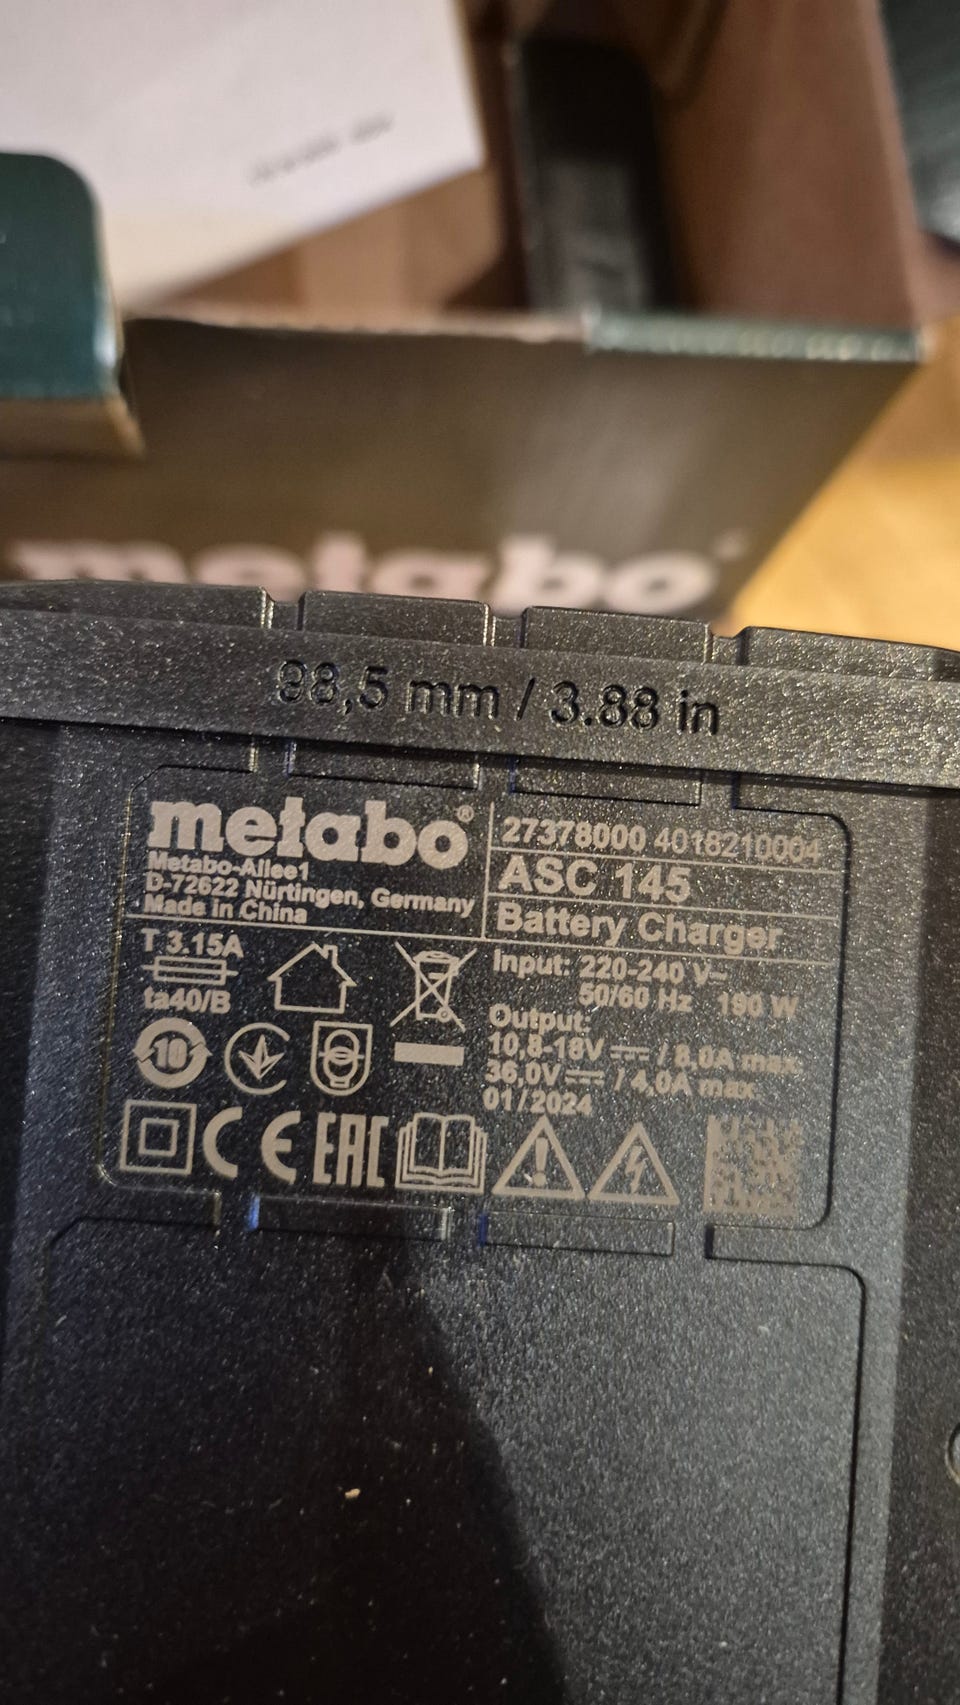 metabo
98,5 mm / 3.88 in
metabo®
Metabo-Allee1
D-72622 Nürtingen, Germany
Made in China
27378000 4018210004
ASC 145
Battery Charger
T 3.15A
ta40/B
Input: 220-240 V~
50/60 Hz 190 W
Output:
10,8-18V / 8,0A max
36,0V / 4,0A max
01/2024
10
CE EAC